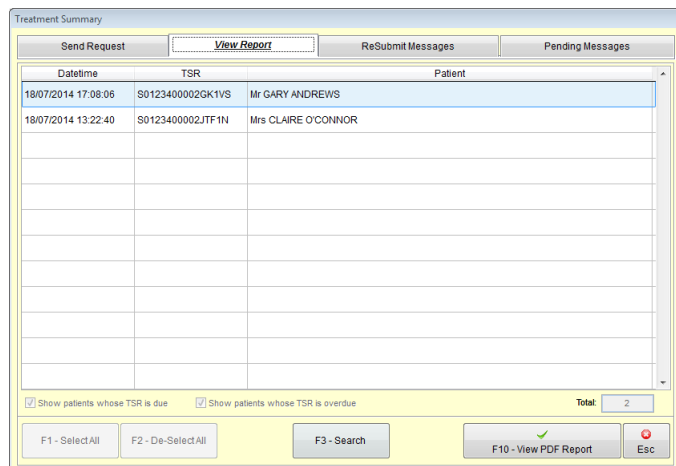 Treatment Summary
Send Request View Report ReSubmit Messages Pending Messages
Datetime TSR Patient
18/07/2014 17:08:06 S0123400002GK1VS Mr GARY ANDREWS
18/07/2014 13:22:40 S0123400002JTF1N Mrs CLAIRE O'CONNOR
Show patients whose TSR is due Show patients whose TSR is overdue Total: 2
F1 - Select All F2 - De-Select All F3 - Search F10 - View PDF Report Esc